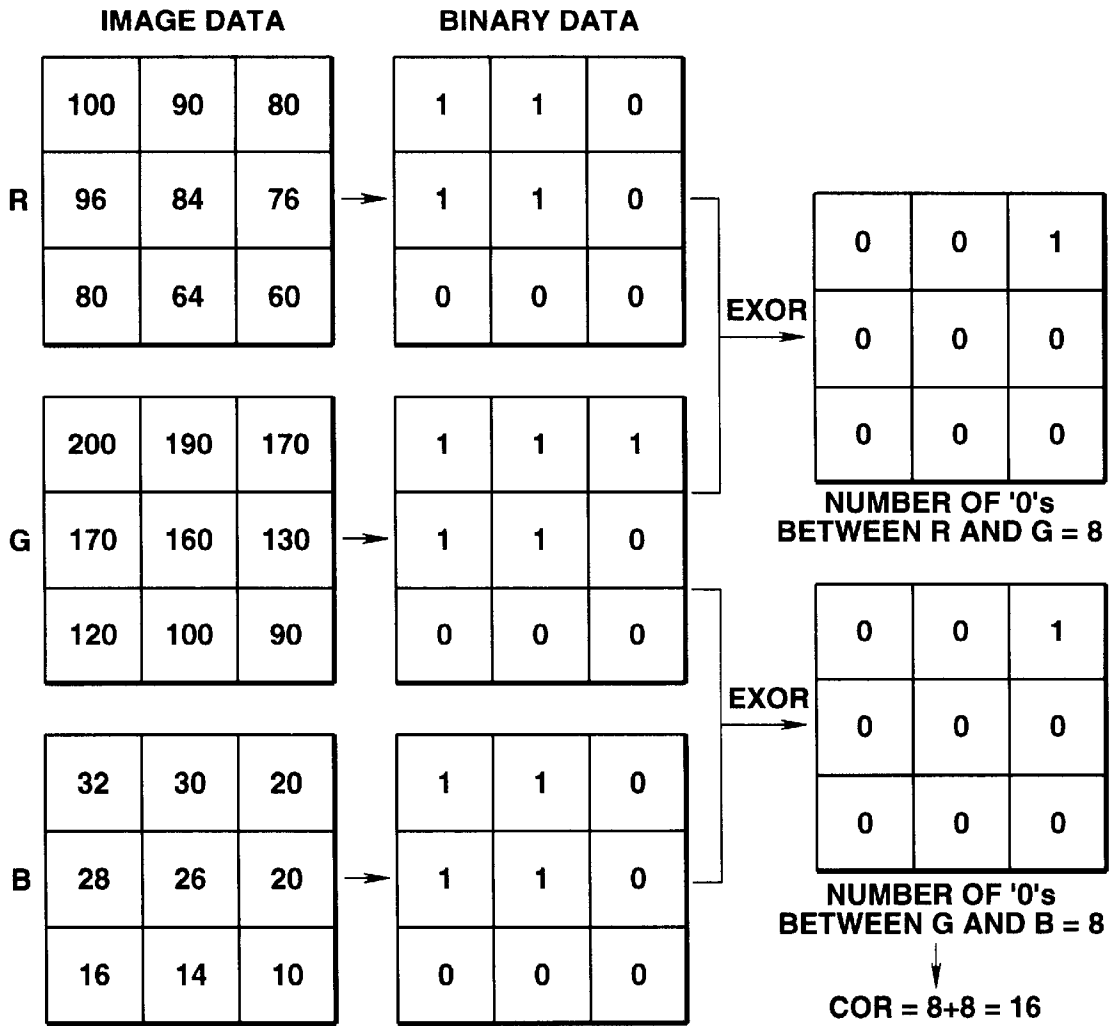 IMAGE DATA BINARY DATA
100 90 80 1 1 0
R 96 84 76 1 1 0
80 64 60 0 0 0
EXOR
0 0 1
0 0 0
0 0 0
NUMBER OF '0's
BETWEEN R AND G = 8
200 190 170 1 1 1
G 170 160 130 1 1 0
120 100 90 0 0 0
EXOR
0 0 1
0 0 0
0 0 0
NUMBER OF '0's
BETWEEN G AND B = 8
32 30 20 1 1 0
B 28 26 20 1 1 0
16 14 10 0 0 0
COR = 8+8 = 16